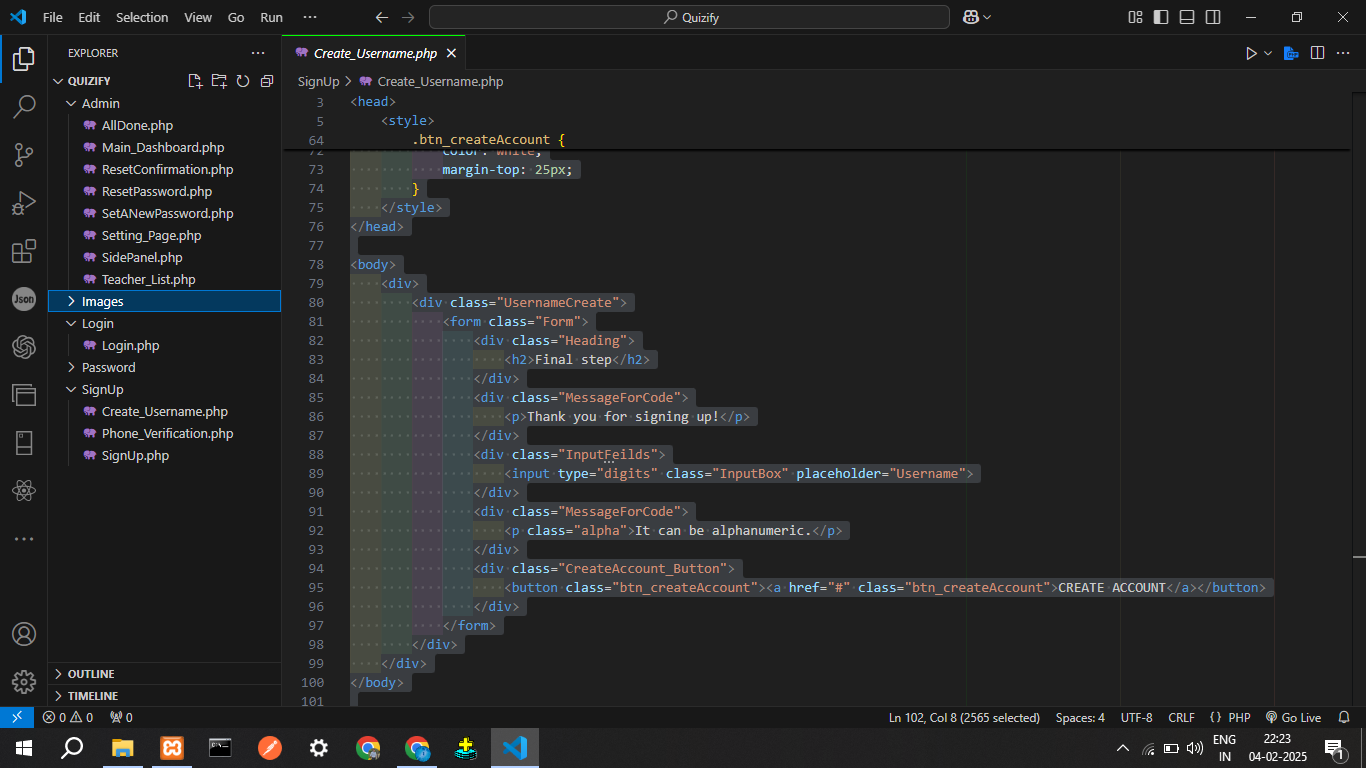 File Edit Selection View Go Run ··· Quizify
EXPLORER ···
Create_Username.php
QUIZIFY
SignUp > Create_Username.php
Admin
AllDone.php
Main_Dashboard.php
ResetConfirmation.php
ResetPassword.php
SetANewPassword.php
Setting_Page.php
SidePanel.php
Teacher_List.php
Images
Login
Login.php
Password
SignUp
Create_Username.php
Phone_Verification.php
SignUp.php
OUTLINE
TIMELINE
Json
3 <head>
5 <style>
64 .btn_createAccount {
72 color: white;
73 margin-top: 25px;
74 }
75 </style>
76 </head>
77
78 <body>
79 <div>
80 <div class="UsernameCreate">
81 <form class="Form">
82 <div class="Heading">
83 <h2>Final step</h2>
84 </div>
85 <div class="MessageForCode">
86 <p>Thank you for signing up!</p>
87 </div>
88 <div class="InputFeilds">
89 <input type="digits" class="InputBox" placeholder="Username">
90 </div>
91 <div class="MessageForCode">
92 <p class="alpha">It can be alphanumeric.</p>
93 </div>
94 <div class="CreateAccount_Button">
95 <button class="btn_createAccount"><a href="#" class="btn_createAccount">CREATE ACCOUNT</a></button>
96 </div>
97 </form>
98 </div>
99 </div>
100 </body>
101
0 0 0 Ln 102, Col 8 (2565 selected) Spaces: 4 UTF-8 CRLF {} PHP Go Live
ENG
IN
22:23
04-02-2025
1